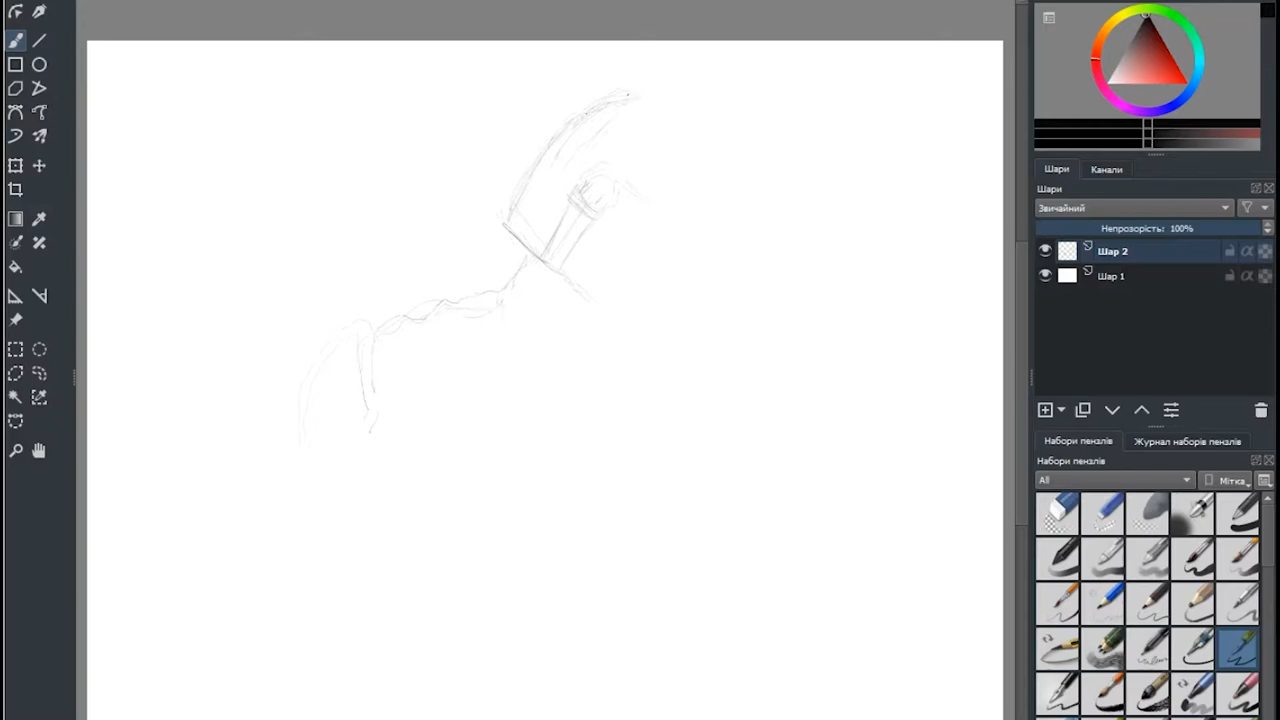 Шари
Канали
Шари
Звичайний
Непрозорість: 100%
Шар 2
Шар 1
Набори пензлів
Журнал наборів пензлів
Набори пензлів
All
Мітка